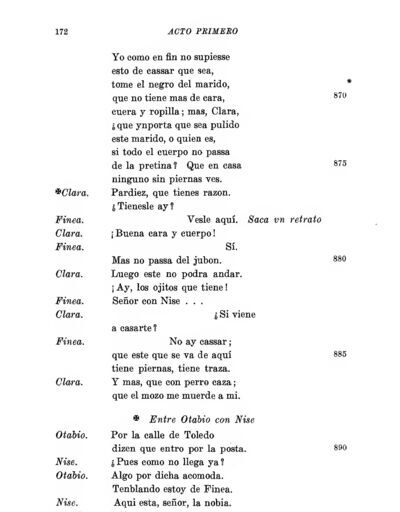 172 ACTO PRIMERO
Yo como en fin no supiesse
esto de cassar que sea,
tome el negro del marido,
que no tiene mas de cara, 870
cuera y ropilla; mas, Clara,
¿que ynporta que sea pulido
este marido, o quien es,
si todo el cuerpo no passa
de la pretina? Que en casa 875
ninguno sin piernas ves.
✠Clara. Pardiez, que tienes razon.
¿Tienesle ay?
Finea. Vesle aquí. Saca vn retrato
Clara. ¡Buena cara y cuerpo!
Finea. Sí.
Mas no passa del jubon. 880
Clara. Luego este no podra andar.
¡Ay, los ojitos que tiene!
Finea. Señor con Nise . . .
Clara. ¿Si viene
a casarte?
Finea. No ay cassar;
que este que se va de aquí 885
tiene piernas, tiene traza.
Clara. Y mas, que con perro caza;
que el mozo me muerde a mi.
✠ Entre Otabio con Nise
Otabio. Por la calle de Toledo
dizen que entro por la posta. 890
Nise. ¿Pues como no llega ya?
Otabio. Algo por dicha acomoda.
Tenblando estoy de Finea.
Nise. Aqui esta, señor, la nobia.